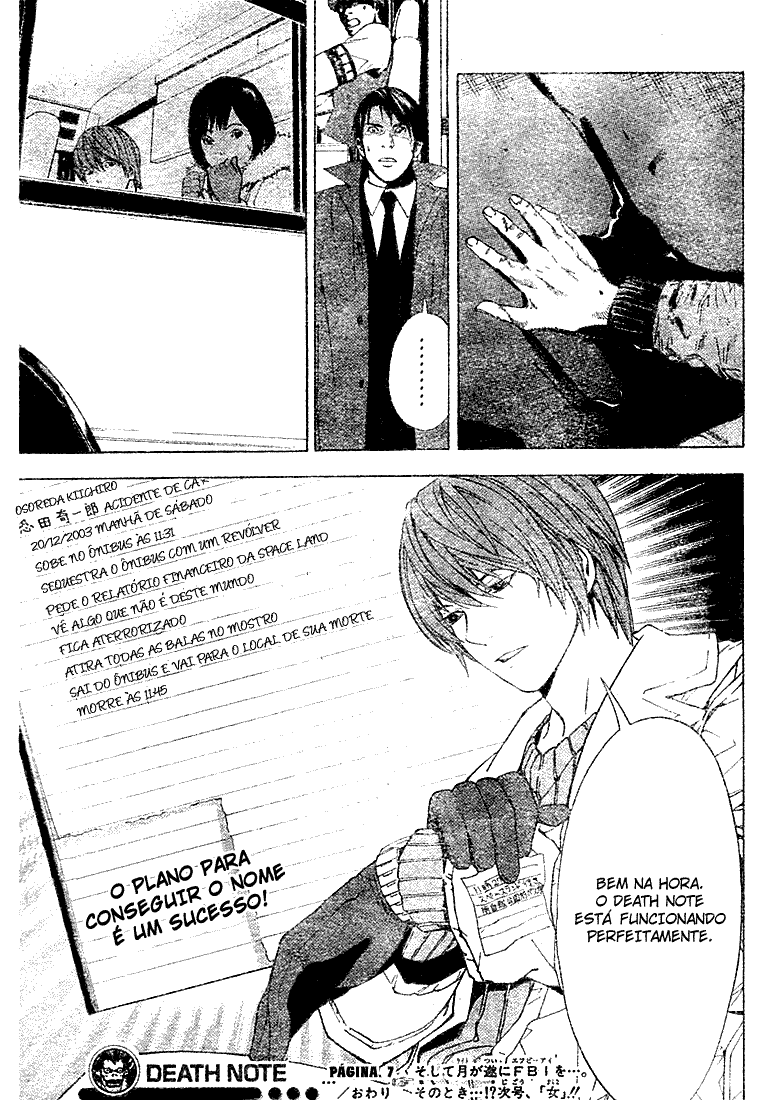 ........
OSOREDA KIICHIRO
恐田奇一郎 ACIDENTE DE CA
20/12/2003 MANHÃ DE SÁBADO
SOBE NO ÔNIBUS ÀS 11:31
SEQUESTRA O ÔNIBUS COM UM REVÓLVER
PEDE O RELATÓRIO FINANCEIRO DA SPACE LAND
VÊ ALGO QUE NÃO É DESTE MUNDO
FICA ATERRORIZADO
ATIRA TODAS AS BALAS NO MOSTRO
SAI DO ÔNIBUS E VAI PARA O LOCAL DE SUA MORTE
MORRE ÀS 11:45
O PLANO PARA
CONSEGUIR O NOME
É UM SUCESSO!
BEM NA HORA.
O DEATH NOTE
ESTÁ FUNCIONANDO
PERFEITAMENTE.
DEATH NOTE
PÁGINA. 7
／おわり
そして月が遂にＦＢＩを…。
そのとき…!?次号、「女」!!